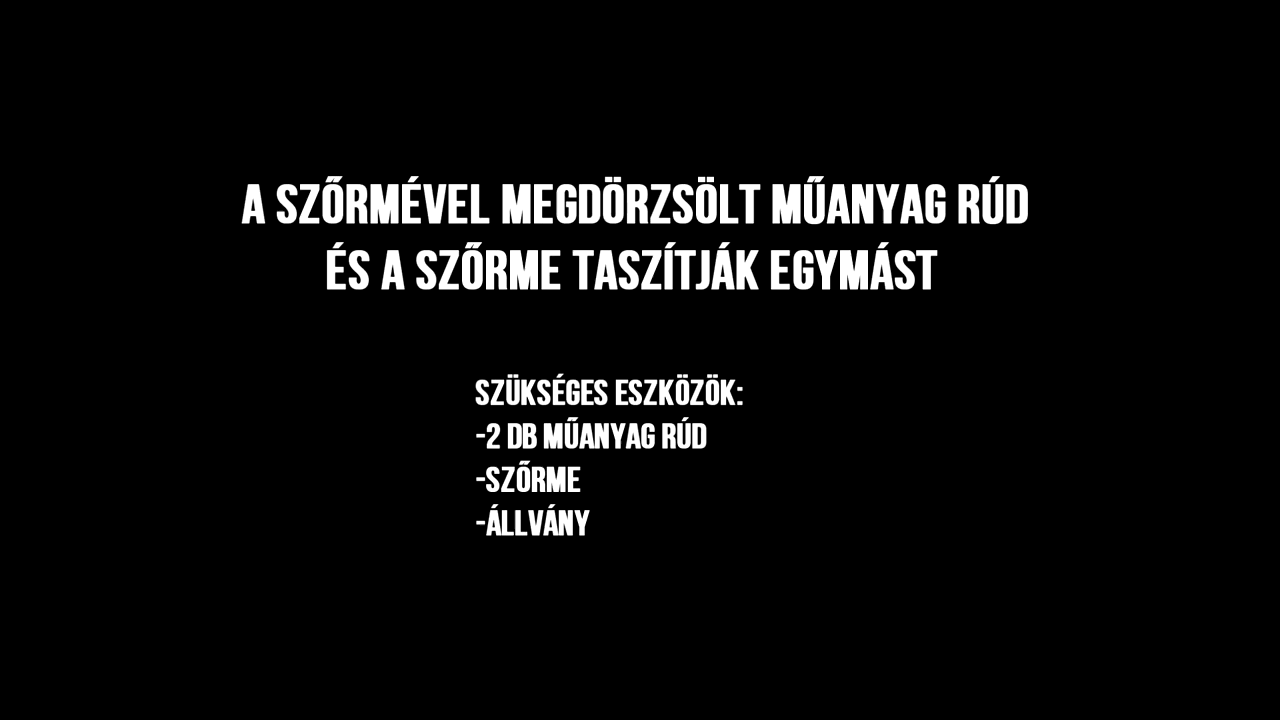 A SZŐRMÉVEL MEGDÖRZSÖLT MŰANYAG RÚD
ÉS A SZŐRME TASZÍTJÁK EGYMÁST
SZÜKSÉGES ESZKÖZÖK:
-2 DB MŰANYAG RÚD
-SZŐRME
-ÁLLVÁNY